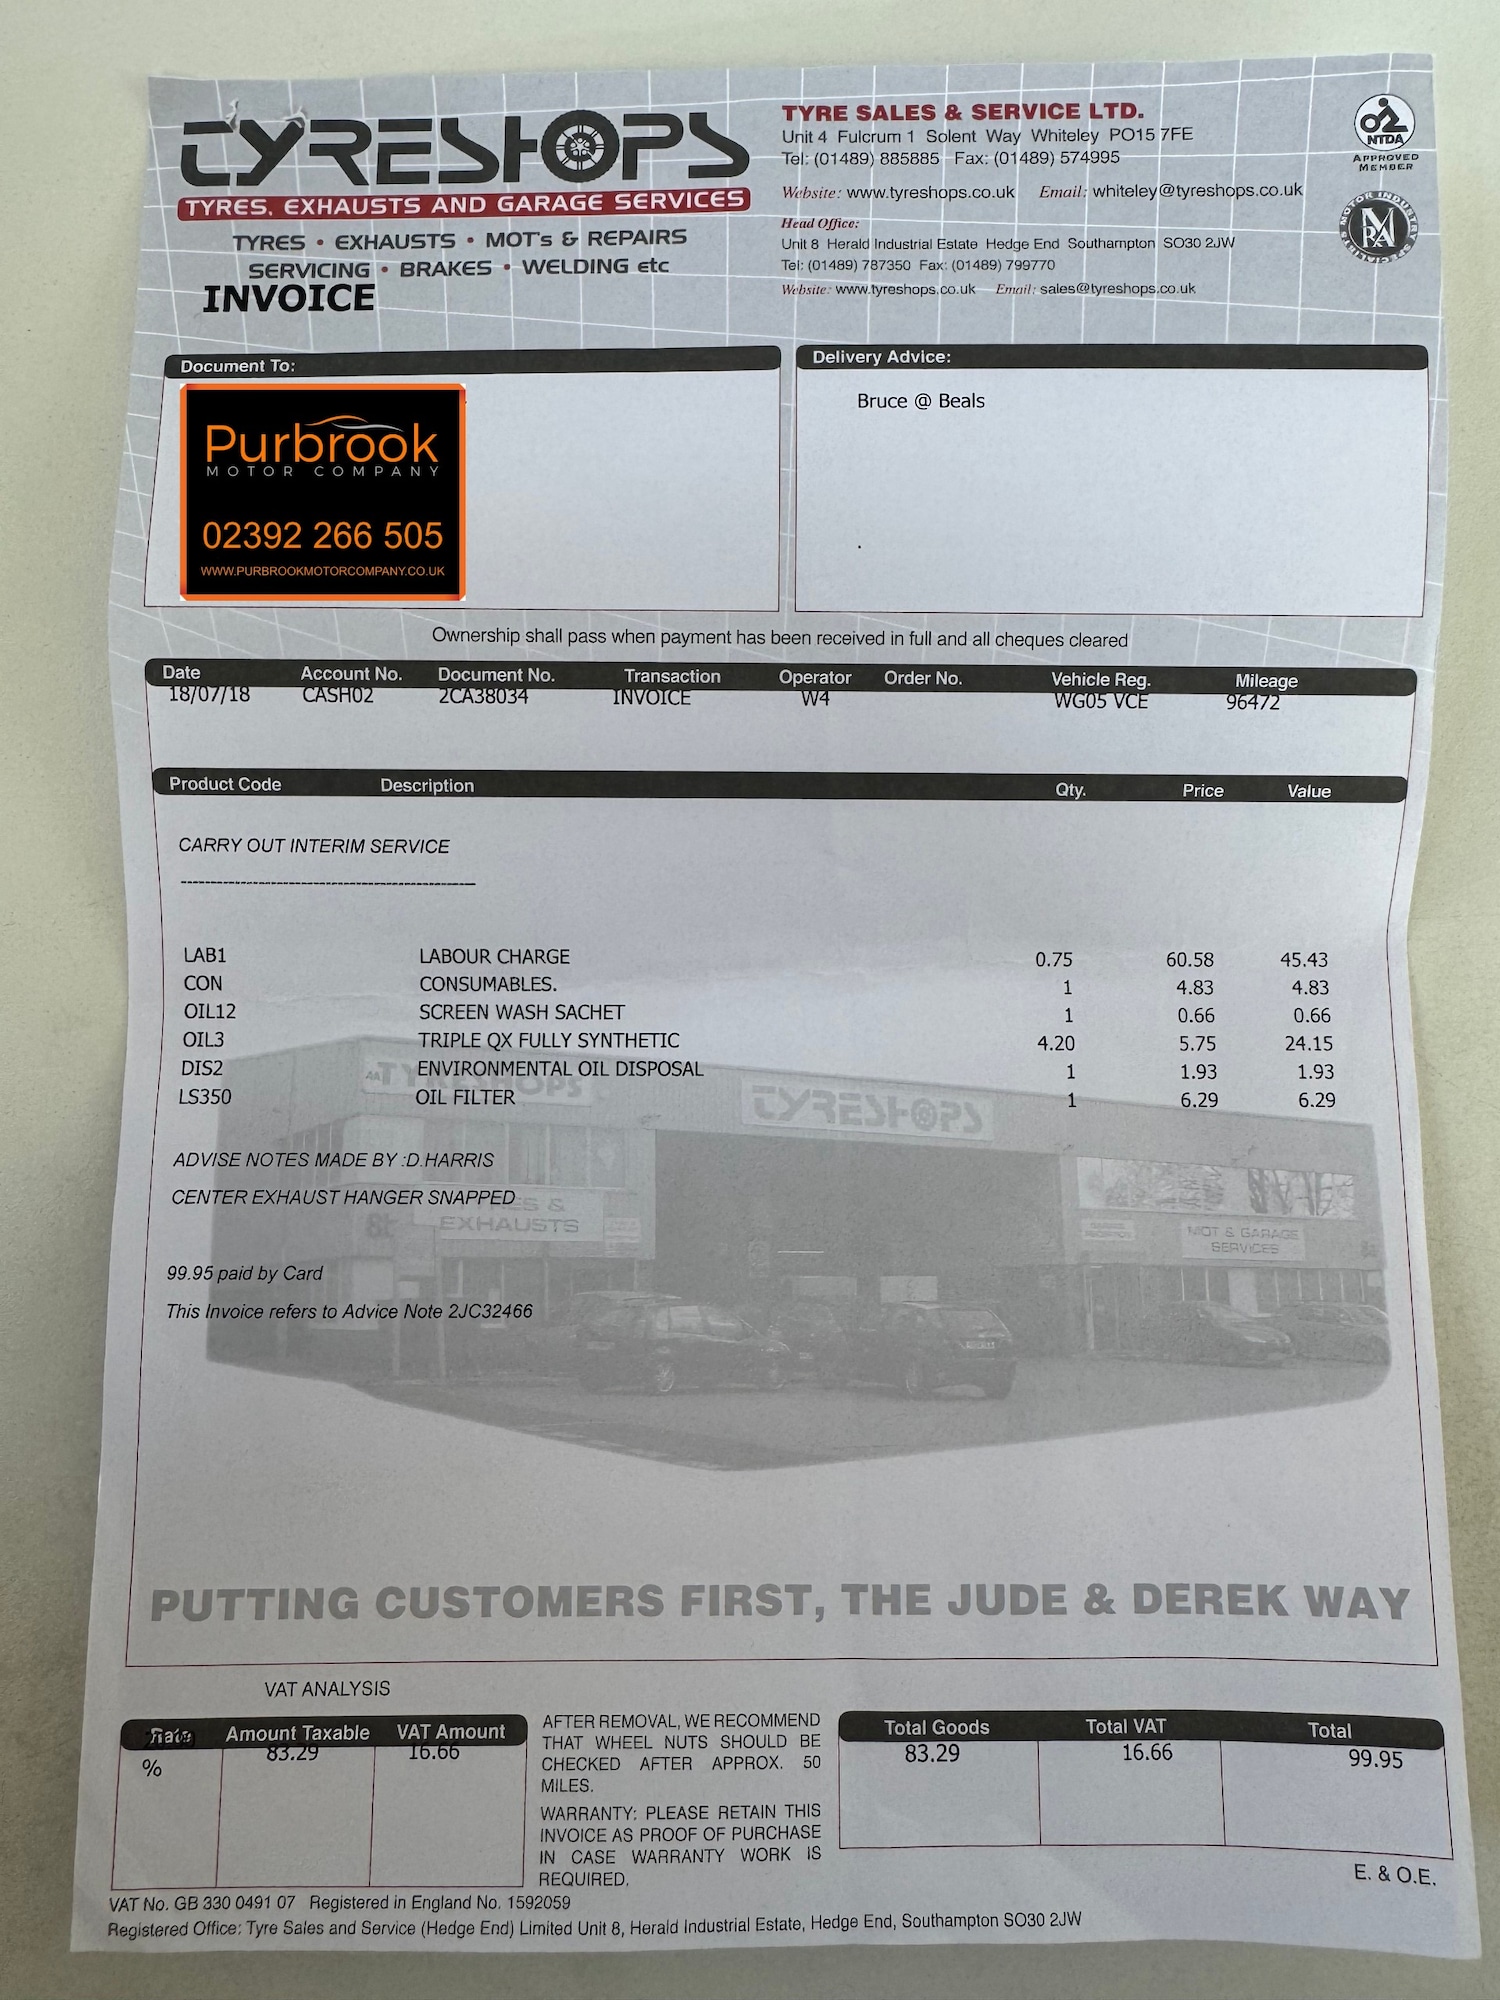 TYRESHOPS
TYRES, EXHAUSTS AND GARAGE SERVICES
TYRES • EXHAUSTS • MOT's & REPAIRS
SERVICING • BRAKES • WELDING etc
INVOICE
TYRE SALES & SERVICE LTD.
Unit 4 Fulcrum 1 Solent Way Whiteley PO15 7FE
Tel: (01489) 885885 Fax: (01489) 574995
Website: www.tyreshops.co.uk Email: whiteley@tyreshops.co.uk
Head Office:
Unit 8 Herald Industrial Estate Hedge End Southampton SO30 2JW
Tel: (01489) 787350 Fax: (01489) 799770
Website: www.tyreshops.co.uk Email: sales@tyreshops.co.uk
NTDA
APPROVED
MEMBER
Document To:
Purbrook
MOTOR COMPANY
02392 266 505
WWW.PURBROOKMOTORCOMPANY.CO.UK
Delivery Advice:
Bruce @ Beals
Ownership shall pass when payment has been received in full and all cheques cleared
Date Account No. Document No. Transaction Operator Order No. Vehicle Reg. Mileage
18/07/18 CASH02 2CA38034 INVOICE W4 WG05 VCE 96472
Product Code Description Qty. Price Value
CARRY OUT INTERIM SERVICE
------------------------------------------------
LAB1 LABOUR CHARGE 0.75 60.58 45.43
CON CONSUMABLES. 1 4.83 4.83
OIL12 SCREEN WASH SACHET 1 0.66 0.66
OIL3 TRIPLE QX FULLY SYNTHETIC 4.20 5.75 24.15
DIS2 ENVIRONMENTAL OIL DISPOSAL 1 1.93 1.93
LS350 OIL FILTER 1 6.29 6.29
TYRESHOPS
TYRESHOPS
ADVISE NOTES MADE BY :D.HARRIS
CENTER EXHAUST HANGER SNAPPED
EXHAUSTS
MOT & GARAGE
SERVICES
99.95 paid by Card
This Invoice refers to Advice Note 2JC32466
PUTTING CUSTOMERS FIRST, THE JUDE & DEREK WAY
VAT ANALYSIS
Rate Amount Taxable VAT Amount
% 83.29 16.66
AFTER REMOVAL, WE RECOMMEND
THAT WHEEL NUTS SHOULD BE
CHECKED AFTER APPROX. 50
MILES.
WARRANTY: PLEASE RETAIN THIS
INVOICE AS PROOF OF PURCHASE
IN CASE WARRANTY WORK IS
REQUIRED.
Total Goods Total VAT Total
83.29 16.66 99.95
E. & O.E.
VAT No. GB 330 0491 07 Registered in England No. 1592059
Registered Office: Tyre Sales and Service (Hedge End) Limited Unit 8, Herald Industrial Estate, Hedge End, Southampton SO30 2JW